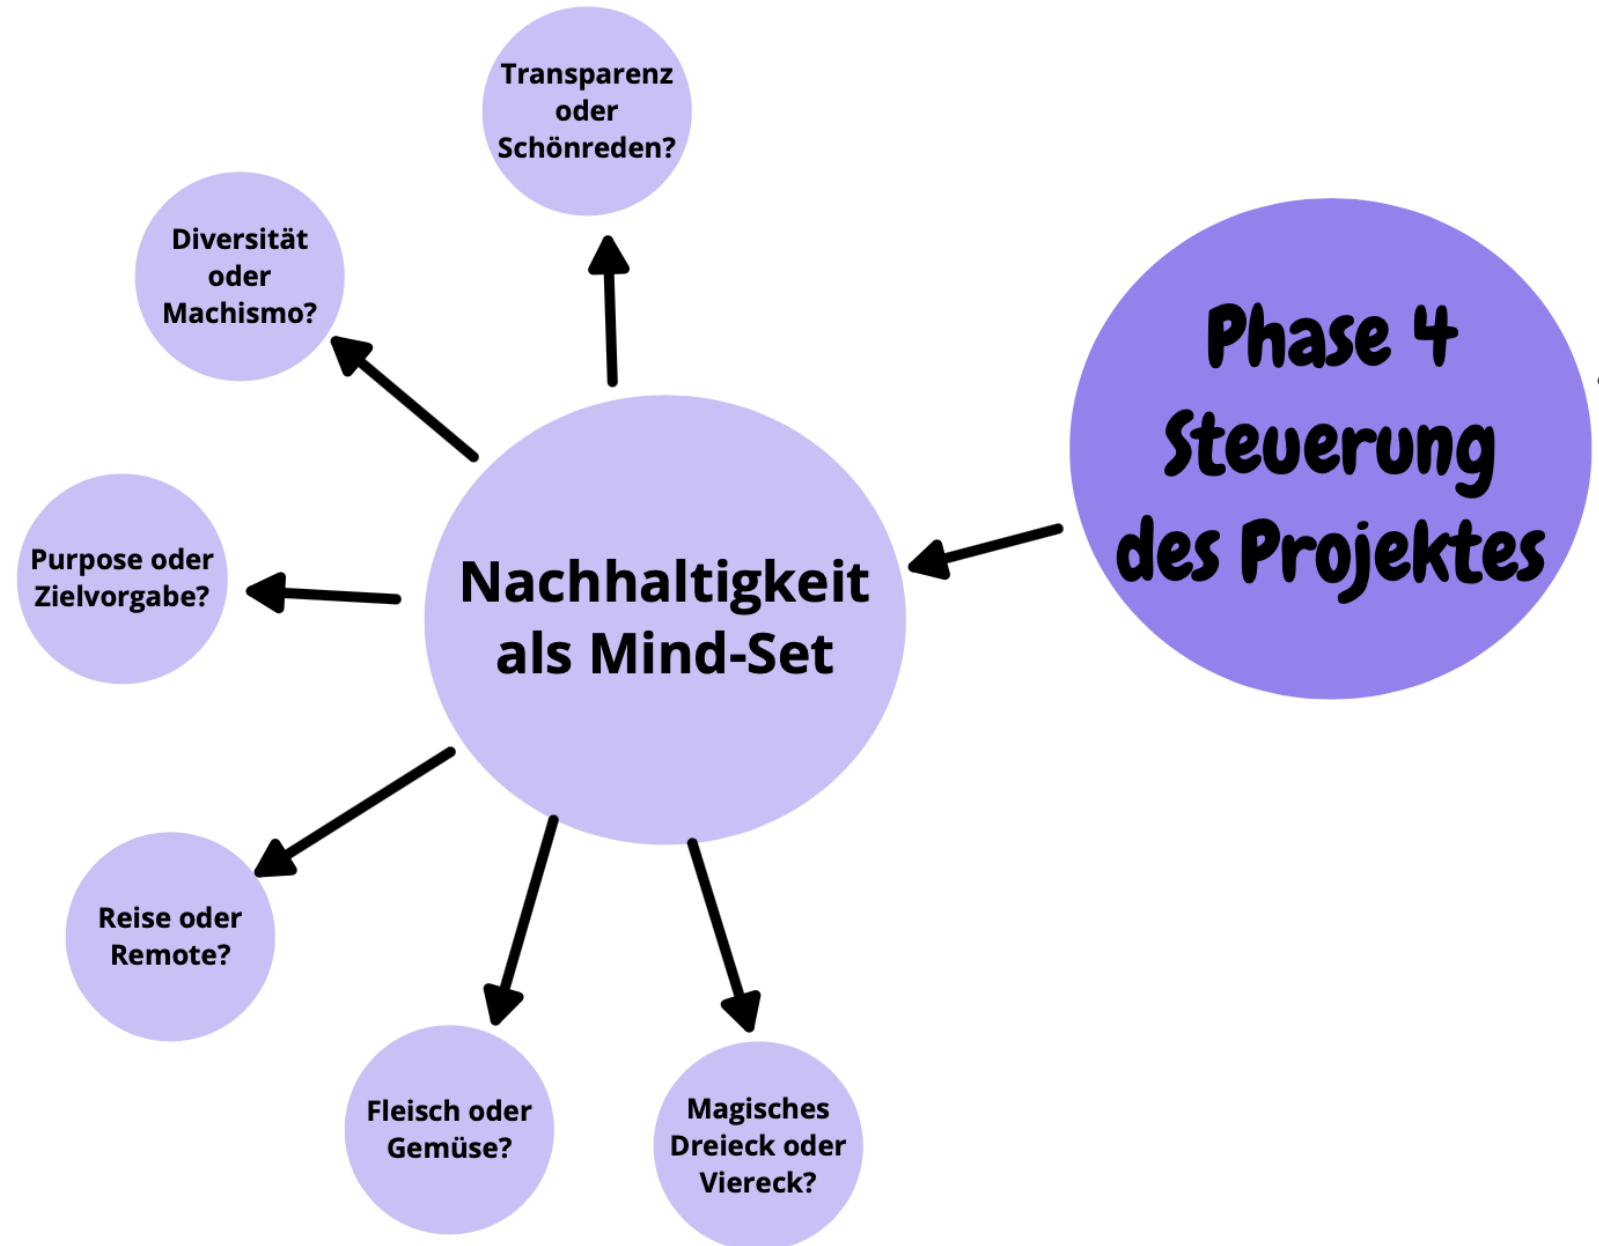 Transparenz
oder
Schönreden?
Diversität
oder
Machismo?
Phase 4
Steuerung
des Projektes
Nachhaltigkeit
als Mind-Set
Purpose oder
Zielvorgabe?
Reise oder
Remote?
Fleisch oder
Gemüse?
Magisches
Dreieck oder
Viereck?